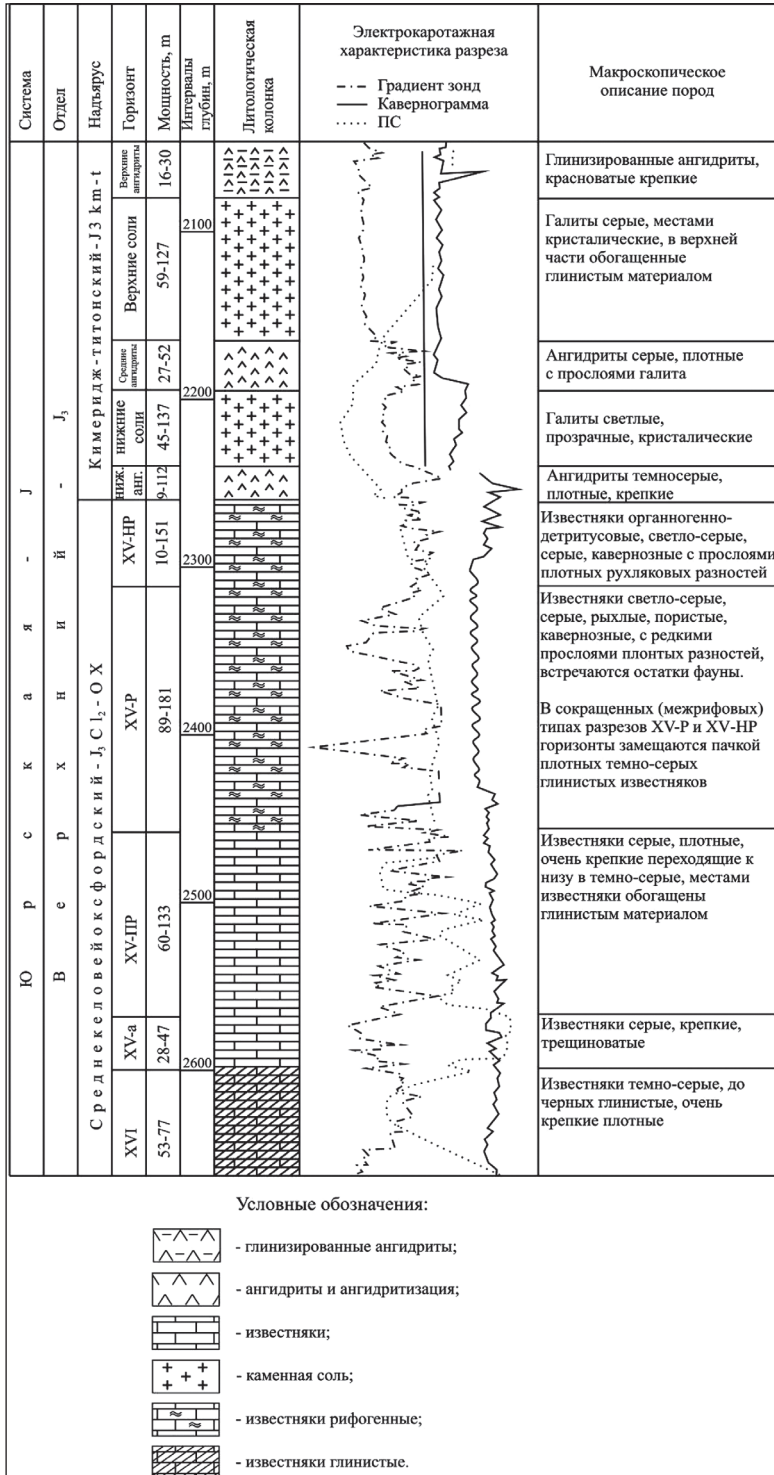 Система
Отдел
Надъярус
Горизонт
Мощность, m
Интервалы
глубин, m
Литологическая
колонка
Электрокаротажная
характеристика разреза
Градиент зонд
Кавернограмма
ПС
Макроскопическое
описание пород
Юрская - J
Верхний - J3
Кимеридж-титонский-J3 km-t
Верхние
ангидриты
16-30
Глинизированные ангидриты,
красноватые крепкие
Верхние соли
59-127
2100
Галиты серые, местами
кристалические, в верхней
части обогащенные
глинистым материалом
Средние
ангидриты
27-52
Ангидриты серые, плотные
с прослоями галита
2200
нижние
соли
45-137
Галиты светлые,
прозрачные, кристалические
ниж.
анг.
9-112
Ангидриты темносерые,
плотные, крепкие
Среднекеловейоксфордский-J3Cl2-OX
XV-НР
10-151
2300
Известняки органногенно-
детритусовые, светло-серые,
серые, кавернозные с прослоями
плотных рухляковых разностей
XV-Р
89-181
2400
Известняки светло-серые,
серые, рыхлые, пористые,
кавернозные, с редкими
прослоями плонтых разностей,
встречаются остатки фауны.
В сокращенных (межрифовых)
типах разрезов XV-Р и XV-НР
горизонты замещаются пачкой
плотных темно-серых
глинистых известняков
XV-ПР
60-133
2500
Известняки серые, плотные,
очень крепкие переходящие к
низу в темно-серые, местами
известняки обогащены
глинистым материалом
XV-а
28-47
2600
Известняки серые, крепкие,
трещиноватые
XVI
53-77
Известняки темно-серые, до
черных глинистые, очень
крепкие плотные
Условные обозначения:
- глинизированные ангидриты;
- ангидриты и ангидритизация;
- известняки;
- каменная соль;
- известняки рифогенные;
- известняки глинистые.